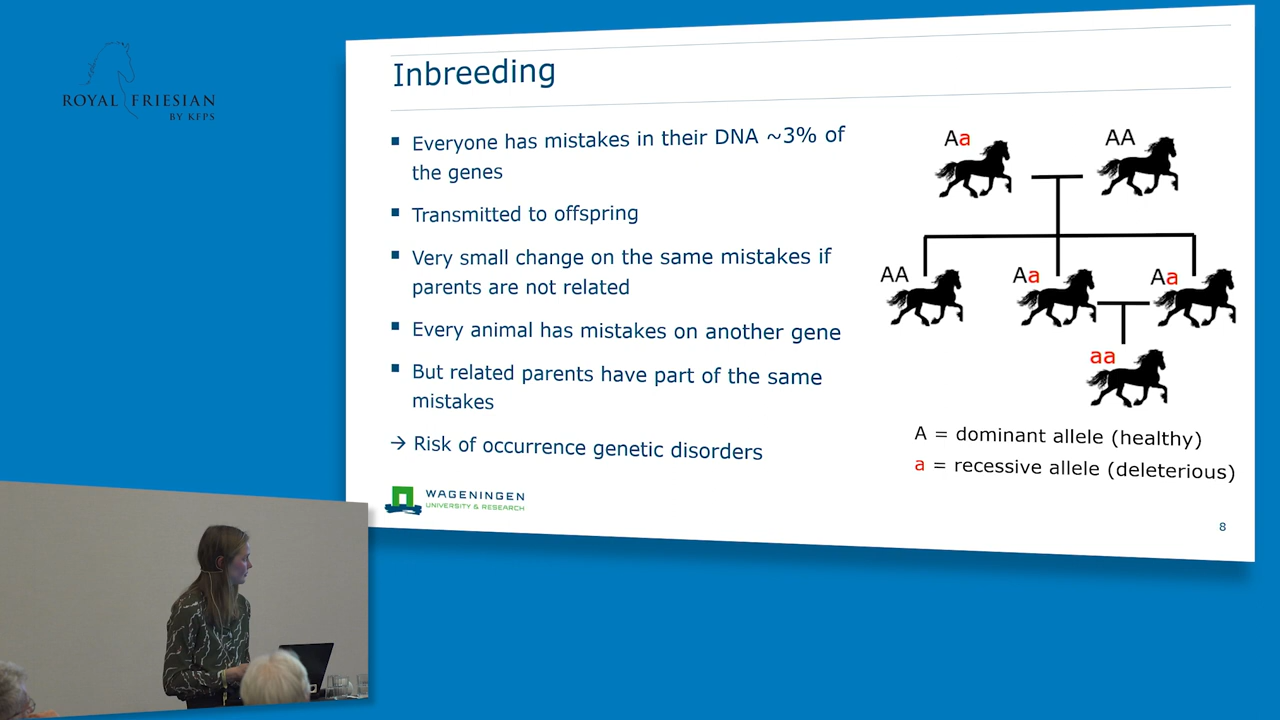 ROYAL FRIESIAN
BY KFPS
Inbreeding
Everyone has mistakes in their DNA ~3% of
the genes
Transmitted to offspring
Very small change on the same mistakes if
parents are not related
Every animal has mistakes on another gene
But related parents have part of the same
mistakes
→ Risk of occurrence genetic disorders
Aa
AA
AA
Aa
Aa
aa
A = dominant allele (healthy)
a = recessive allele (deleterious)
WAGENINGEN
UNIVERSITY & RESEARCH
8